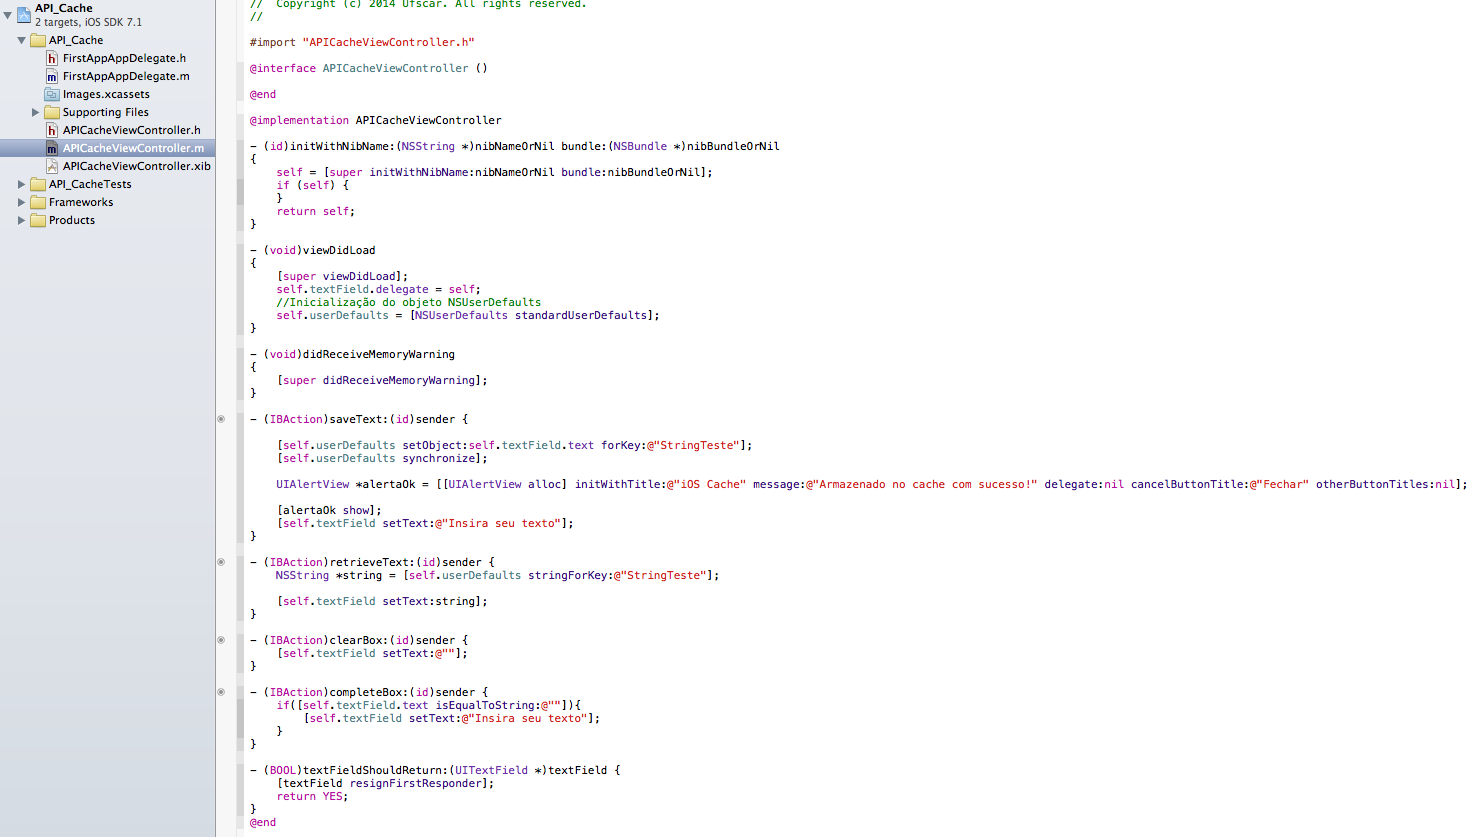 API_Cache
2 targets, iOS SDK 7.1
API_Cache
FirstAppAppDelegate.h
FirstAppAppDelegate.m
Images.xcassets
Supporting Files
APICacheViewController.h
APICacheViewController.m
APICacheViewController.xib
API_CacheTests
Frameworks
Products
//  Copyright (c) 2014 Ufscar. All rights reserved.
//
#import "APICacheViewController.h"
@interface APICacheViewController ()
@end
@implementation APICacheViewController
- (id)initWithNibName:(NSString *)nibNameOrNil bundle:(NSBundle *)nibBundleOrNil
{
    self = [super initWithNibName:nibNameOrNil bundle:nibBundleOrNil];
    if (self) {
    }
    return self;
}
- (void)viewDidLoad
{
    [super viewDidLoad];
    self.textField.delegate = self;
    //Inicialização do objeto NSUserDefaults
    self.userDefaults = [NSUserDefaults standardUserDefaults];
}
- (void)didReceiveMemoryWarning
{
    [super didReceiveMemoryWarning];
}
- (IBAction)saveText:(id)sender {
    [self.userDefaults setObject:self.textField.text forKey:@"StringTeste"];
    [self.userDefaults synchronize];
    UIAlertView *alertaOk = [[UIAlertView alloc] initWithTitle:@"iOS Cache" message:@"Armazenado no cache com sucesso!" delegate:nil cancelButtonTitle:@"Fechar" otherButtonTitles:nil];
    [alertaOk show];
    [self.textField setText:@"Insira seu texto"];
}
- (IBAction)retrieveText:(id)sender {
    NSString *string = [self.userDefaults stringForKey:@"StringTeste"];
    [self.textField setText:string];
}
- (IBAction)clearBox:(id)sender {
    [self.textField setText:@""];
}
- (IBAction)completeBox:(id)sender {
    if([self.textField.text isEqualToString:@""]){
        [self.textField setText:@"Insira seu texto"];
    }
}
- (BOOL)textFieldShouldReturn:(UITextField *)textField {
    [textField resignFirstResponder];
    return YES;
}
@end